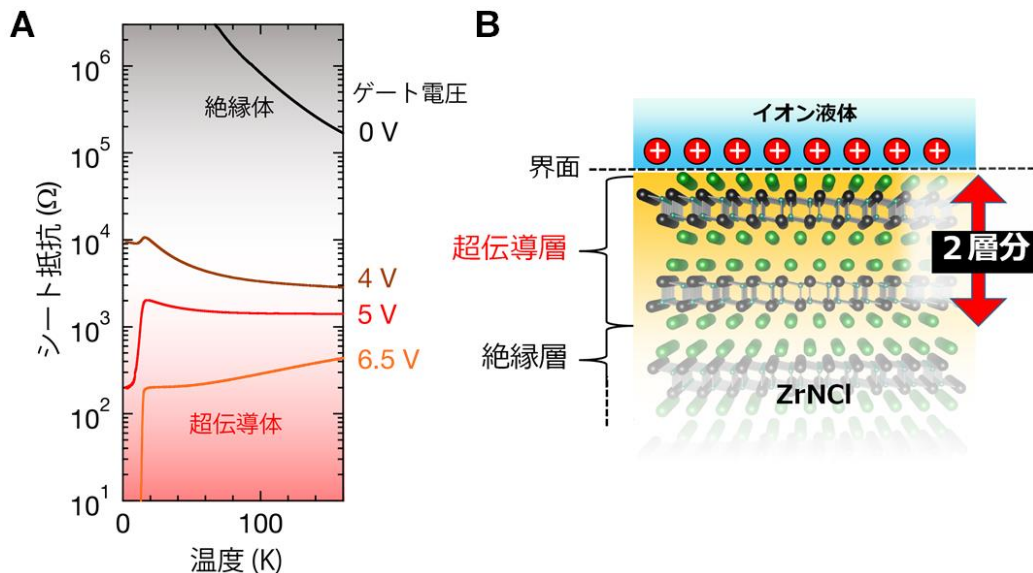 A
シート抵抗 (Ω)
10⁶
10⁵
10⁴
10³
10²
10¹
絶縁体
超伝導体
0
100
温度 (K)
ゲート電圧
0 V
4 V
5 V
6.5 V
B
イオン液体
+ + + + + + + +
界面
超伝導層
2層分
絶縁層
ZrNCl